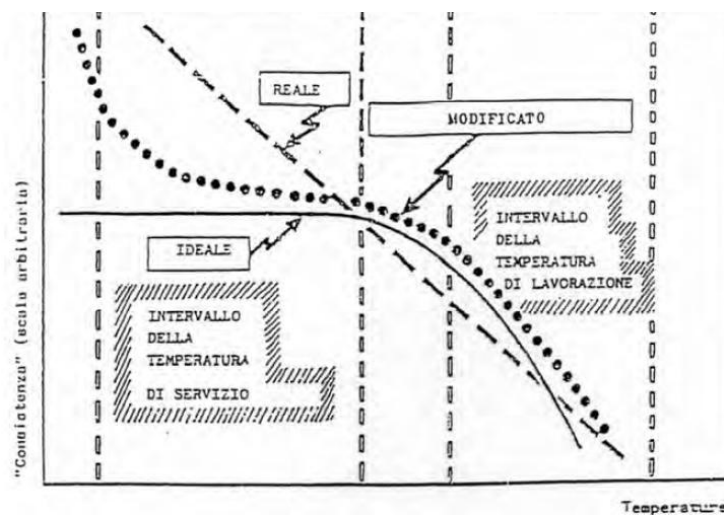 REALE
MODIFICATO
IDEALE
INTERVALLO
DELLA
TEMPERATURA
DI LAVORAZIONE
INTERVALLO
DELLA
TEMPERATURA
DI SERVIZIO
"Consistenza" (scala arbitraria)
Temperatura